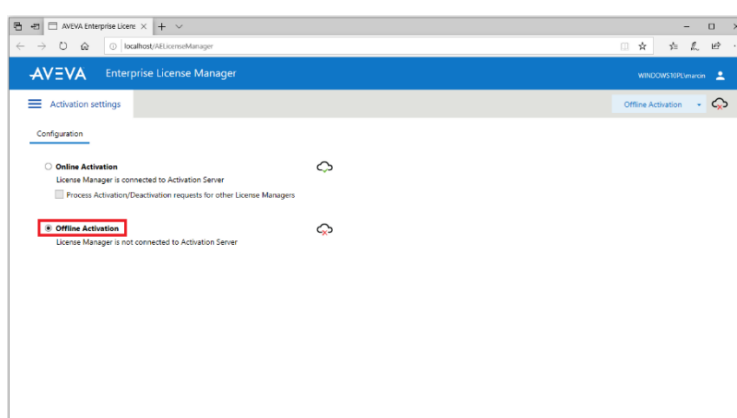 AVEVA Enterprise Licens
localhost/AELicenseManager
AVEVA Enterprise License Manager
WINDOWS10PL\marcin
Activation settings
Offline Activation
Configuration
Online Activation
License Manager is connected to Activation Server
Process Activation/Deactivation requests for other License Managers
Offline Activation
License Manager is not connected to Activation Server